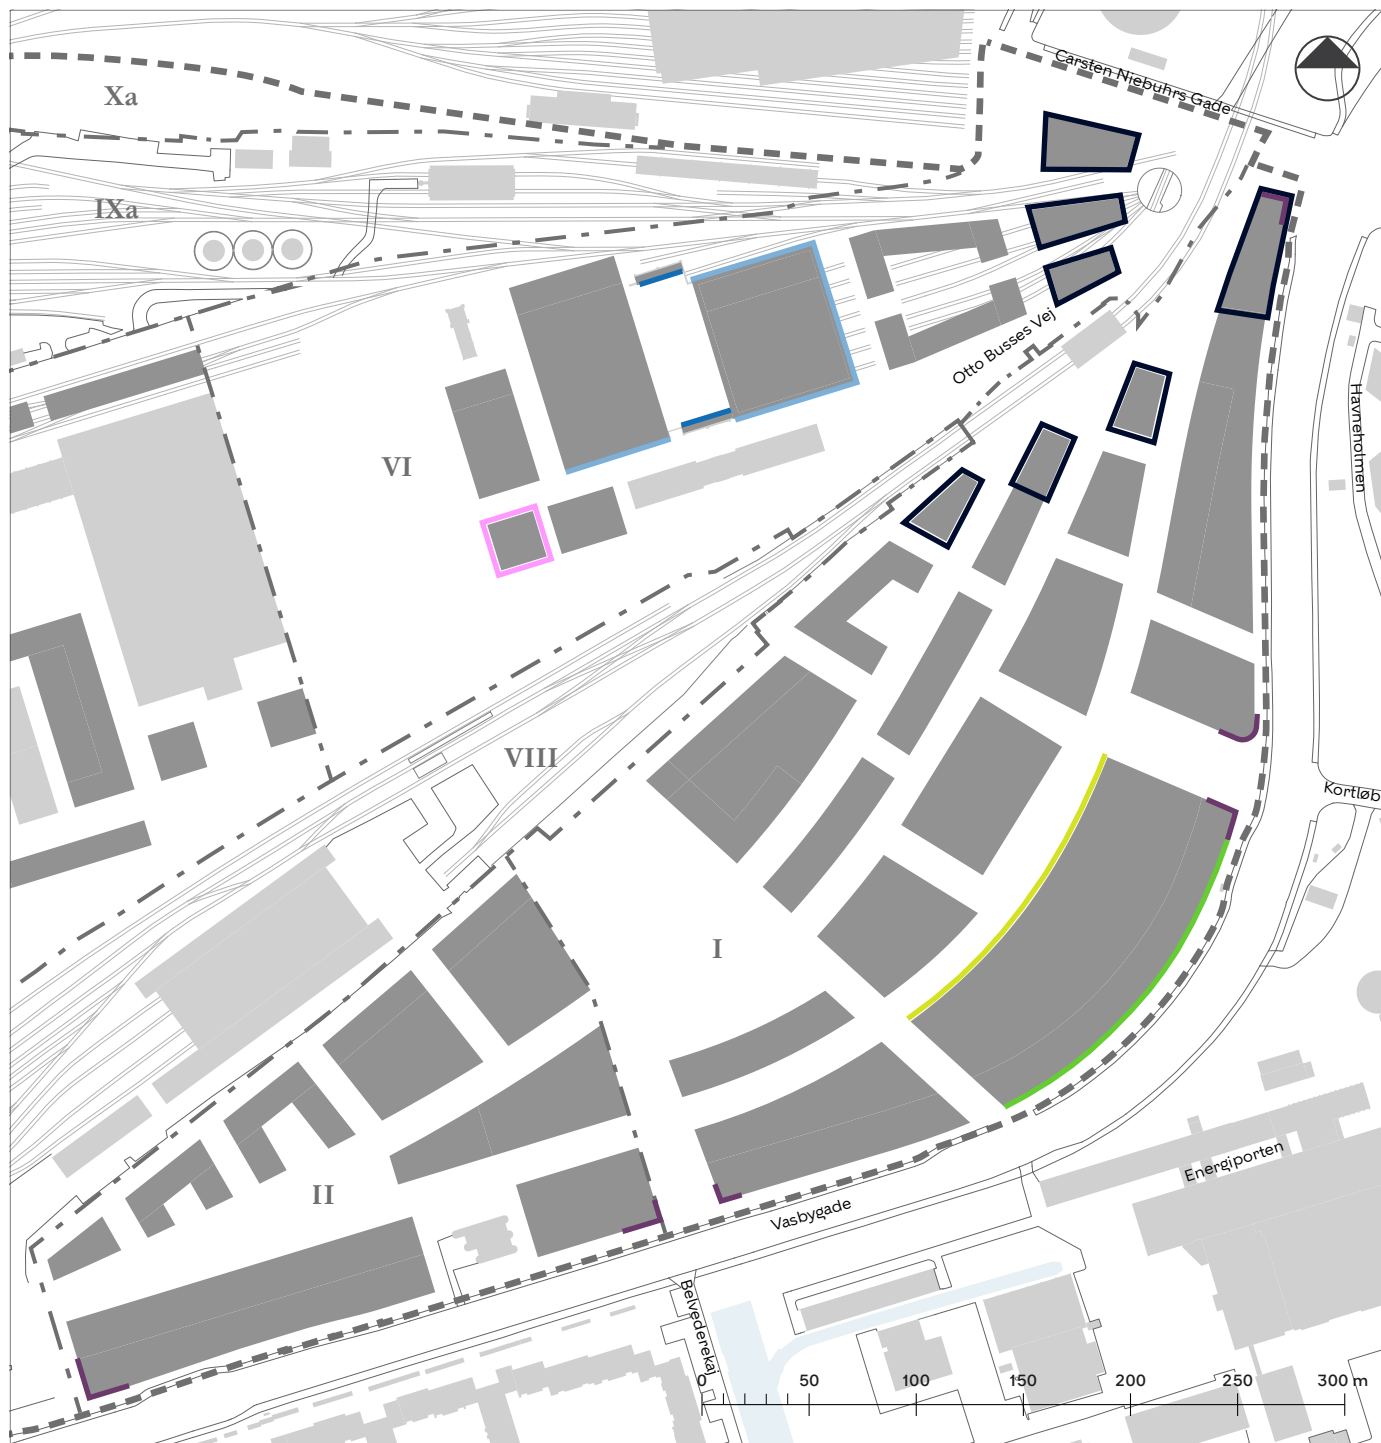 Carsten Niebuhrs Gade
Xa
IXa
Otto Busses Vej
Havneholmen
VI
VIII
Kortløb
I
II
Energiporten
Vasbygade
Belvederekaj
0 50 100 150 200 250 300 m